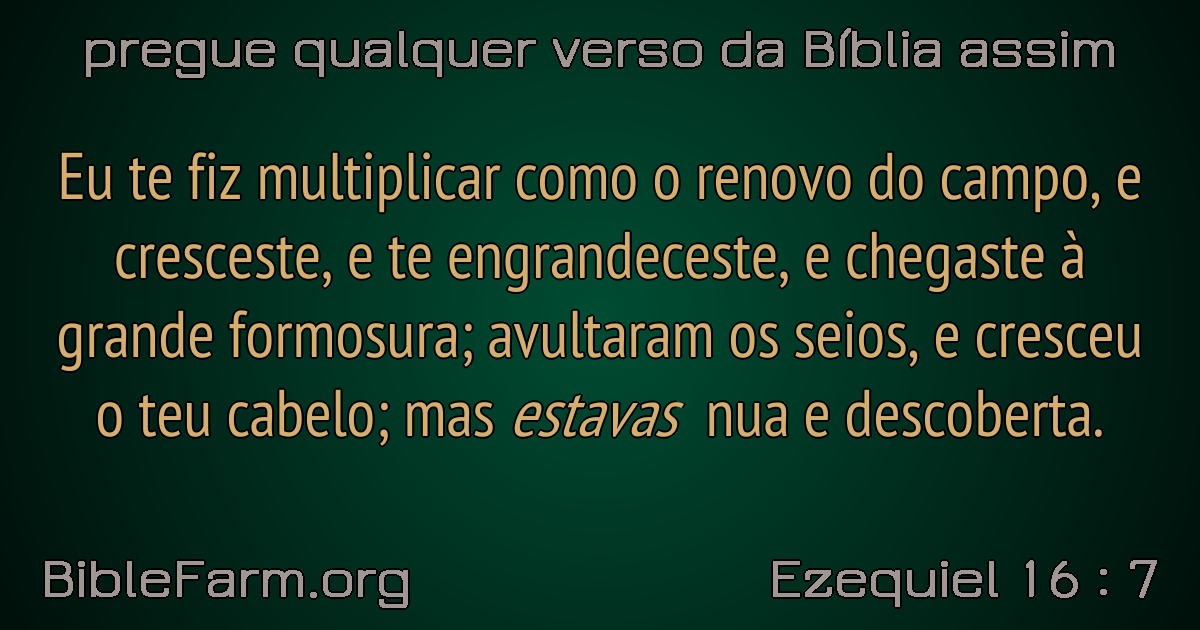 pregue qualquer verso da Bíblia assim
Eu te fiz multiplicar como o renovo do campo, e
cresceste, e te engrandeceste, e chegaste à
grande formosura; avultaram os seios, e cresceu
o teu cabelo; mas estavas nua e descoberta.
BibleFarm.org
Ezequiel 16 : 7